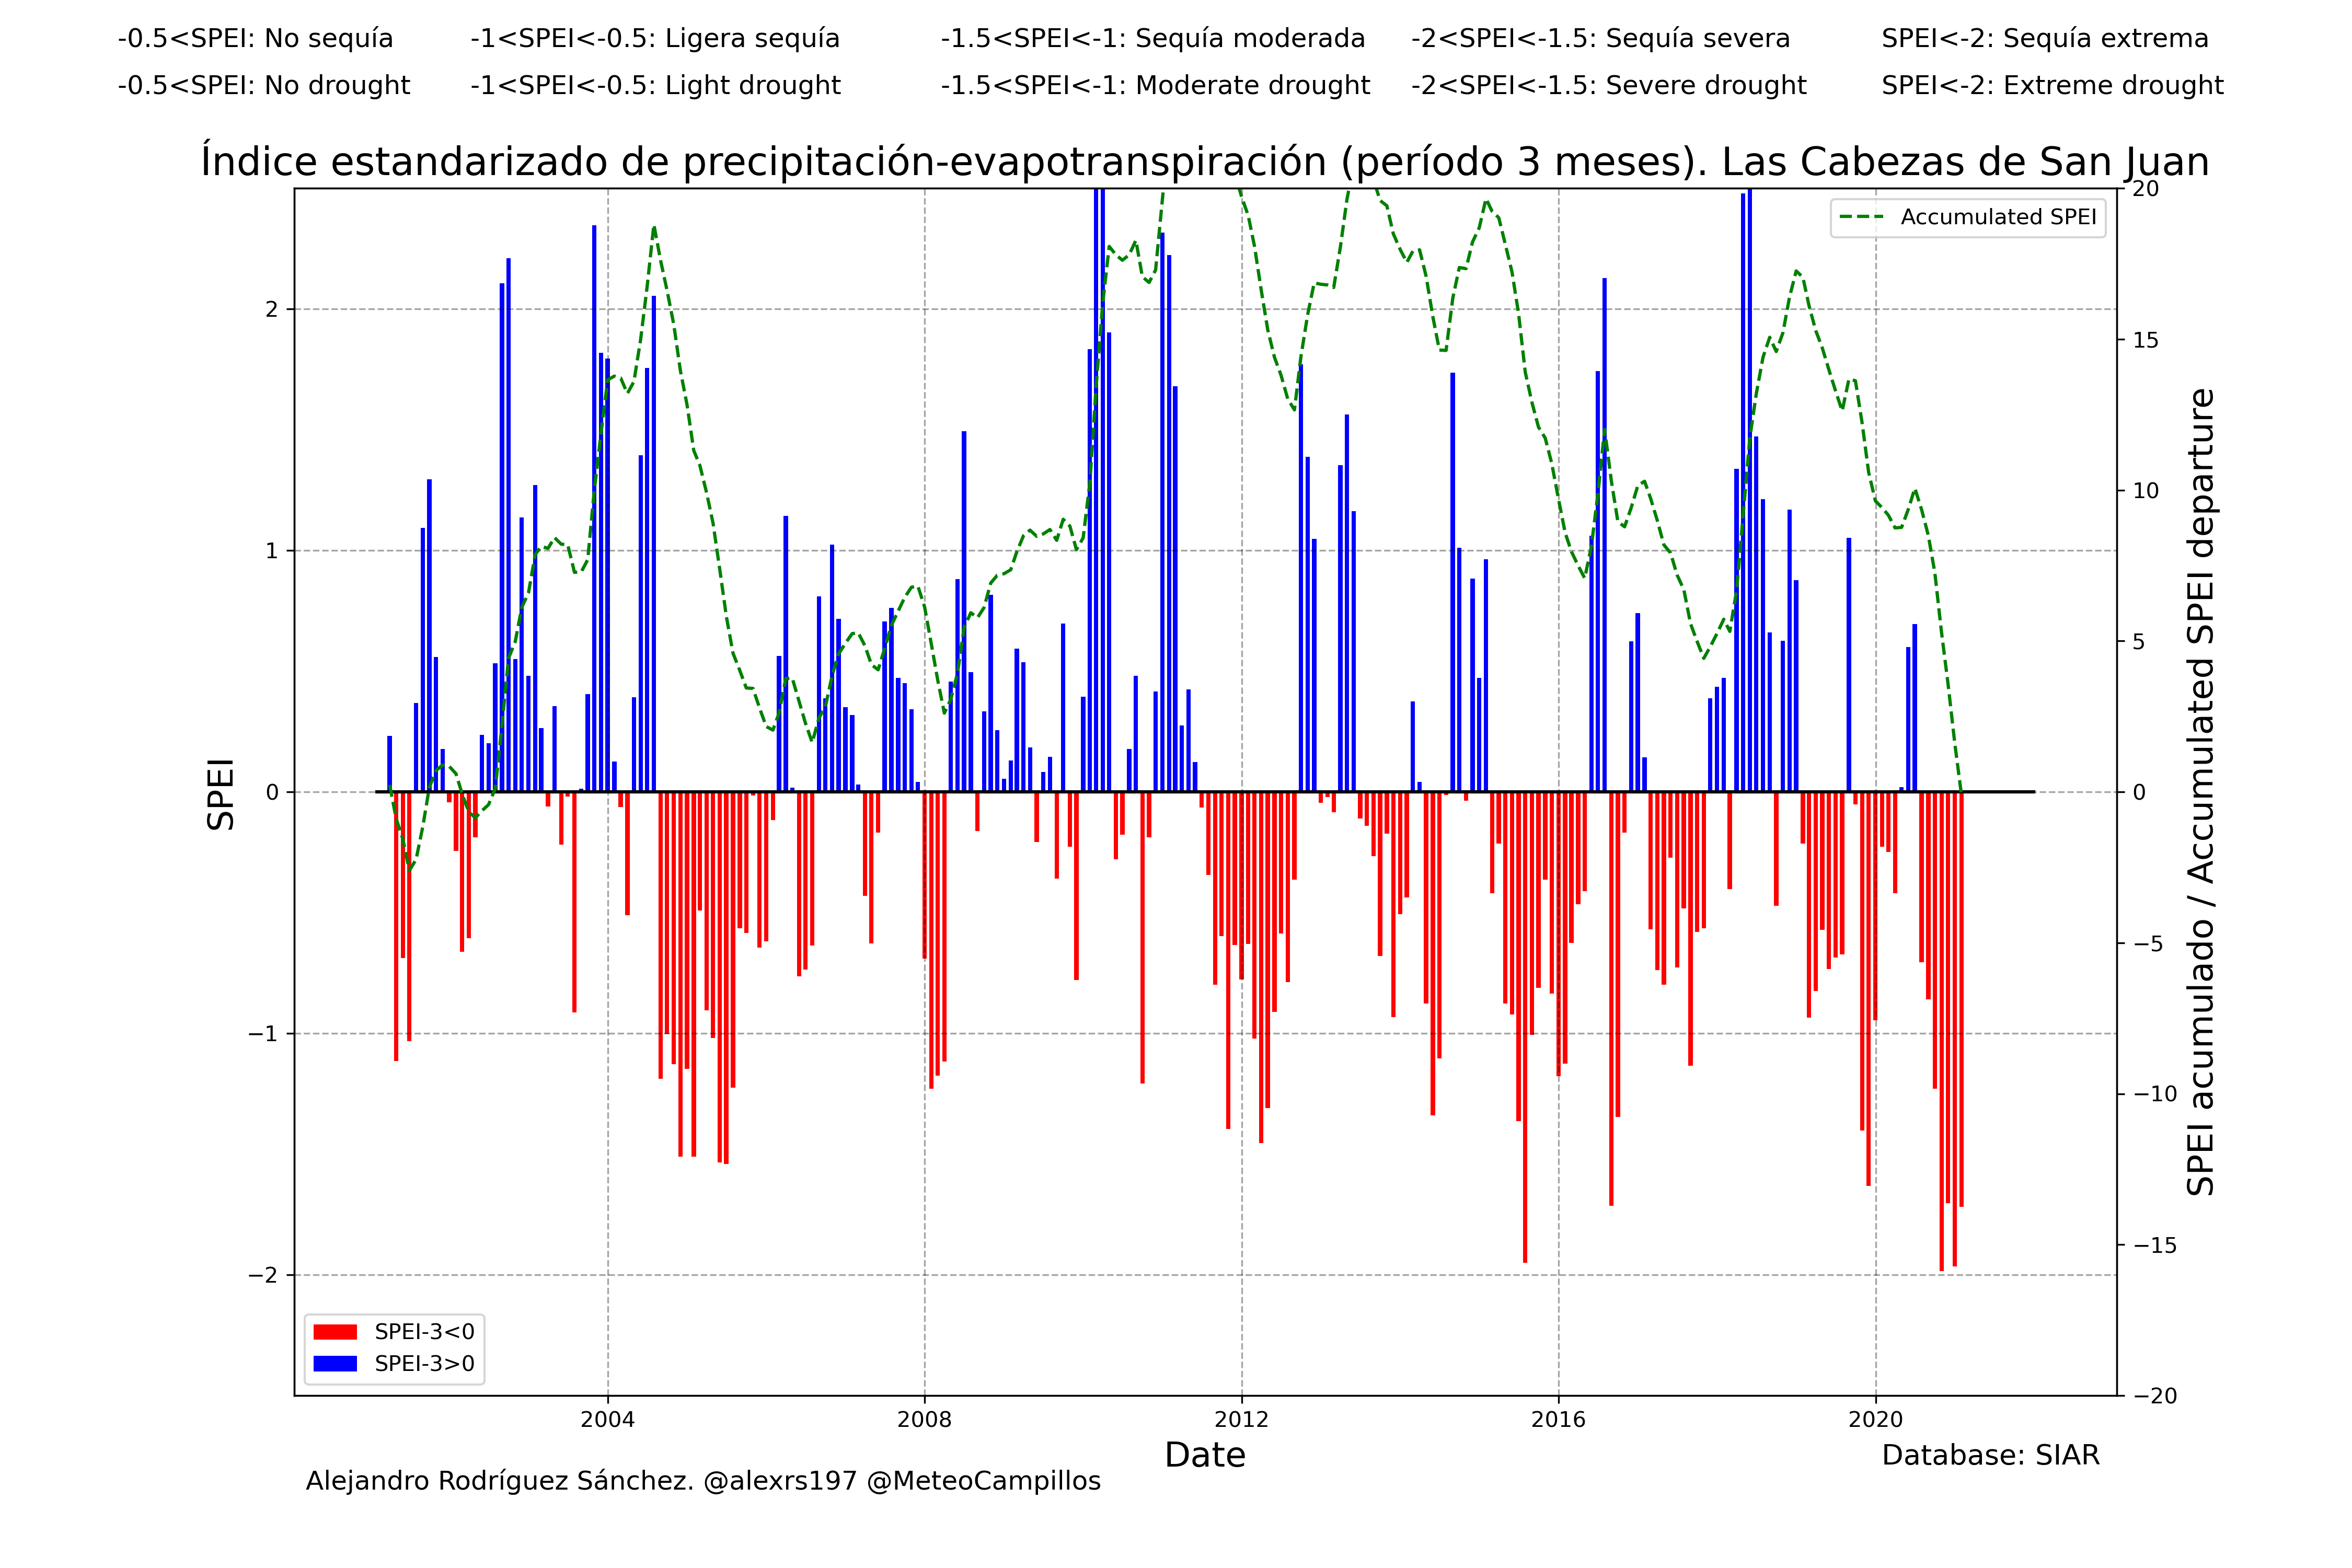 -0.5<SPEI: No sequía -1<SPEI<-0.5: Ligera sequía -1.5<SPEI<-1: Sequía moderada -2<SPEI<-1.5: Sequía severa SPEI<-2: Sequía extrema
-0.5<SPEI: No drought -1<SPEI<-0.5: Light drought -1.5<SPEI<-1: Moderate drought -2<SPEI<-1.5: Severe drought SPEI<-2: Extreme drought
Índice estandarizado de precipitación-evapotranspiración (período 3 meses). Las Cabezas de San Juan
Accumulated SPEI
2
1
0
−1
−2
SPEI
20
15
10
5
0
−5
−10
−15
−20
SPEI acumulado / Accumulated SPEI departure
SPEI-3<0
SPEI-3>0
2004 2008 2012 2016 2020
Date
Database: SIAR
Alejandro Rodríguez Sánchez. @alexrs197 @MeteoCampillos